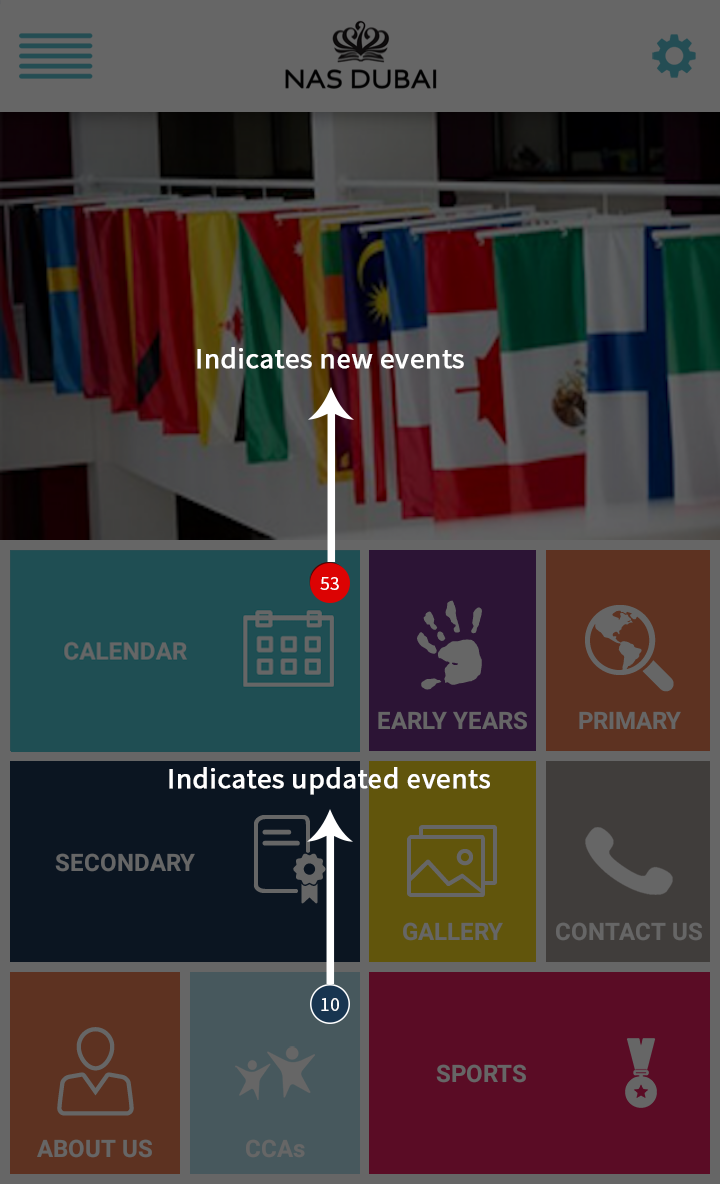 NAS DUBAI
Indicates new events
53
CALENDAR
EARLY YEARS
PRIMARY
Indicates updated events
SECONDARY
GALLERY
CONTACT US
10
SPORTS
ABOUT US
CCAs